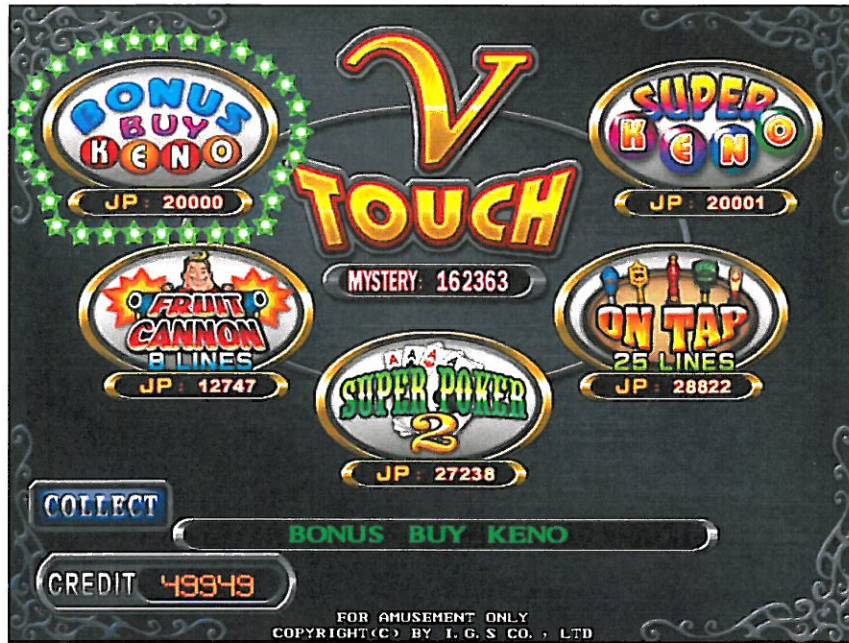 V
TOUCH
MYSTERY: 162363
BONUS
BUY
KENO
JP: 20000
SUPER
KENO
JP: 20001
FRUIT
CANNON
8 LINES
JP: 12747
ON TAP
25 LINES
JP: 28822
A A A A
SUPER POKER
2
JP: 27238
COLLECT
BONUS BUY KENO
CREDIT 49949
FOR AMUSEMENT ONLY
COPYRIGHT(C) BY I.G.S CO., LTD